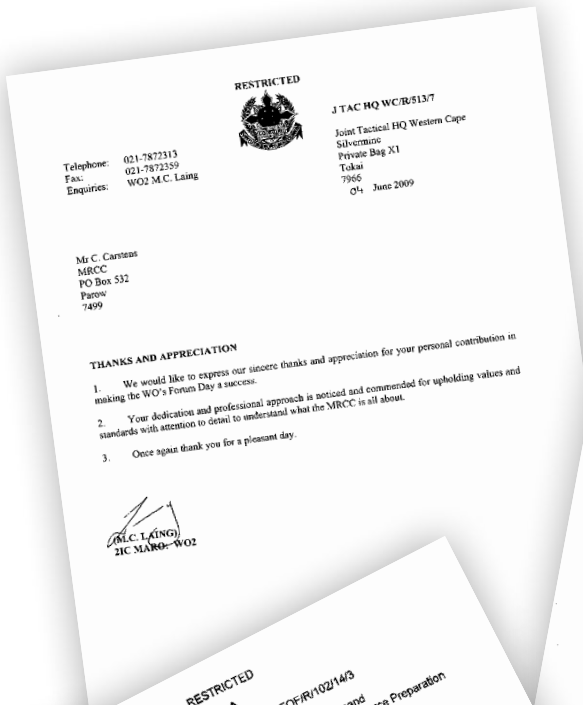 RESTRICTED
J TAC HQ WC/R/513/7
Telephone: 021-7872313
Fax: 021-7872359
Enquiries: WO2 M.C. Laing
Joint Tactical HQ Western Cape
Silvermine
Private Bag X1
Tokai
7966
04 June 2009
Mr C. Carstens
MRCC
PO Box 532
Parow
7499
THANKS AND APPRECIATION
1. We would like to express our sincere thanks and appreciation for your personal contribution in
making the WO's Forum Day a success.
2. Your dedication and professional approach is noticed and commended for upholding values and
standards with attention to detail to understand what the MRCC is all about.
3. Once again thank you for a pleasant day.
(M.C. LAING)
2IC MARO: WO2
RESTRICTED
/R/102/14/3
and
Preparation